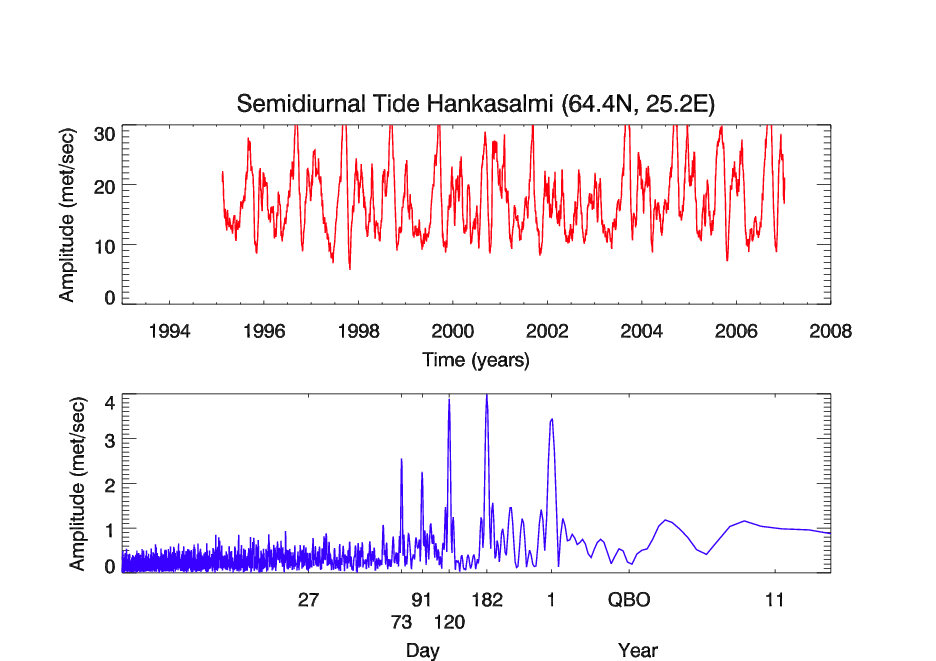 Semidiurnal Tide Hankasalmi (64.4N, 25.2E)
30
20
10
0
Amplitude (met/sec)
1994 1996 1998 2000 2002 2004 2006 2008
Time (years)
4
3
2
1
0
Amplitude (met/sec)
27 91 182 1 QBO 11
73 120
Day Year